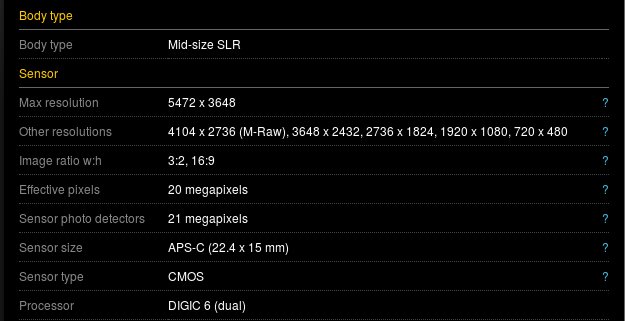 Body type
Body type Mid-size SLR
Sensor
Max resolution 5472 x 3648 ?
Other resolutions 4104 x 2736 (M-Raw), 3648 x 2432, 2736 x 1824, 1920 x 1080, 720 x 480 ?
Image ratio w:h 3:2, 16:9 ?
Effective pixels 20 megapixels ?
Sensor photo detectors 21 megapixels ?
Sensor size APS-C (22.4 x 15 mm) ?
Sensor type CMOS ?
Processor DIGIC 6 (dual)